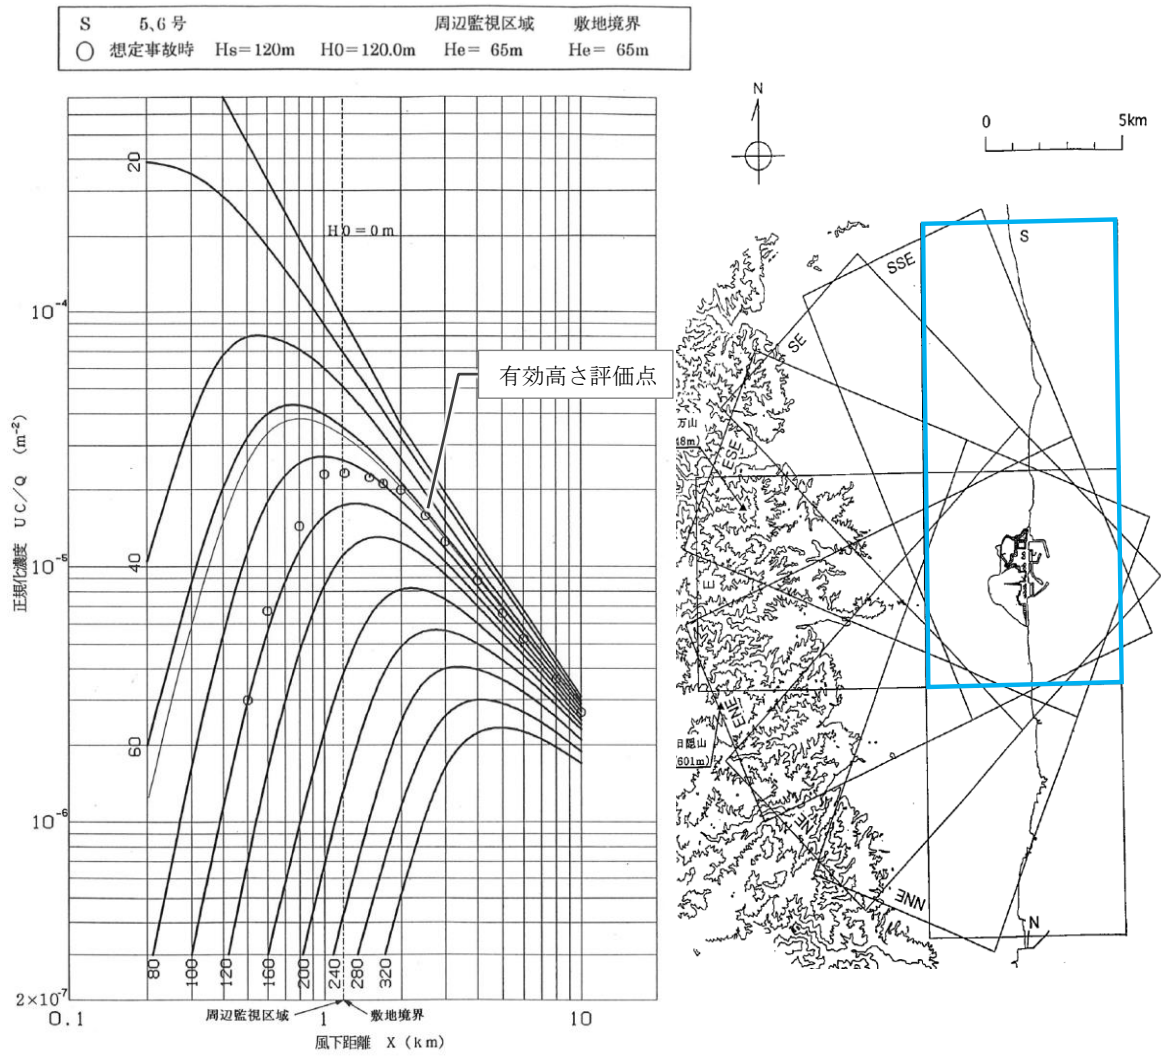 S 5,6号 周辺監視区域 敷地境界
○ 想定事故時 Hs=120m H0=120.0m He= 65m He= 65m
20
H0=0m
10⁻⁴
有効高さ評価点
正規化濃度 UC/Q (m⁻²)
40
10⁻⁵
60
10⁻⁶
80
100
120
160
200
240
280
320
2×10⁻⁷
周辺監視区域
敷地境界
0.1
1
10
風下距離 X (km)
N
0 5km
S
SSE
SE
万山
ESE
E
ENE
日隠山
(601m)
NE
NNE
N